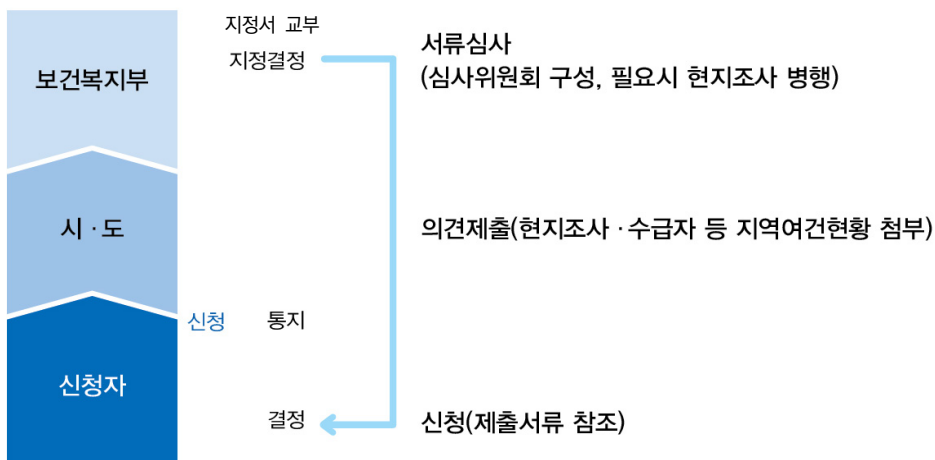 지정서 교부
보건복지부
지정결정
서류심사
(심사위원회 구성, 필요시 현지조사 병행)
시·도
의견제출(현지조사·수급자 등 지역여건현황 첨부)
신청
통지
신청자
결정
신청(제출서류 참조)